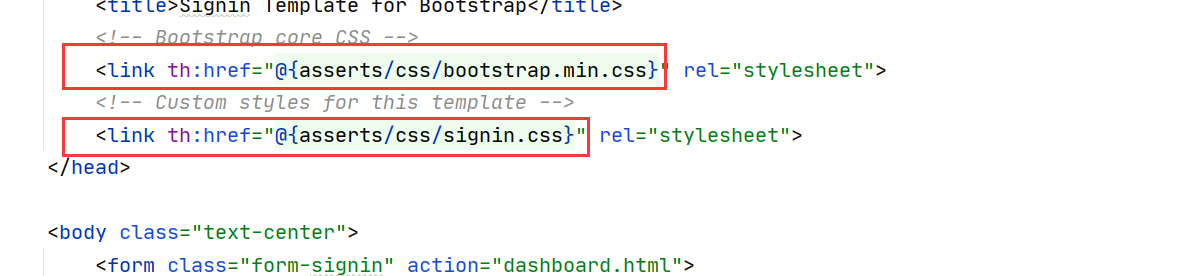 <title>Signin Template for Bootstrap</title>
<!-- Bootstrap core CSS -->
<link th:href="@{asserts/css/bootstrap.min.css}" rel="stylesheet">
<!-- Custom styles for this template -->
<link th:href="@{asserts/css/signin.css}" rel="stylesheet">
</head>
<body class="text-center">
<form class="form-signin" action="dashboard.html">